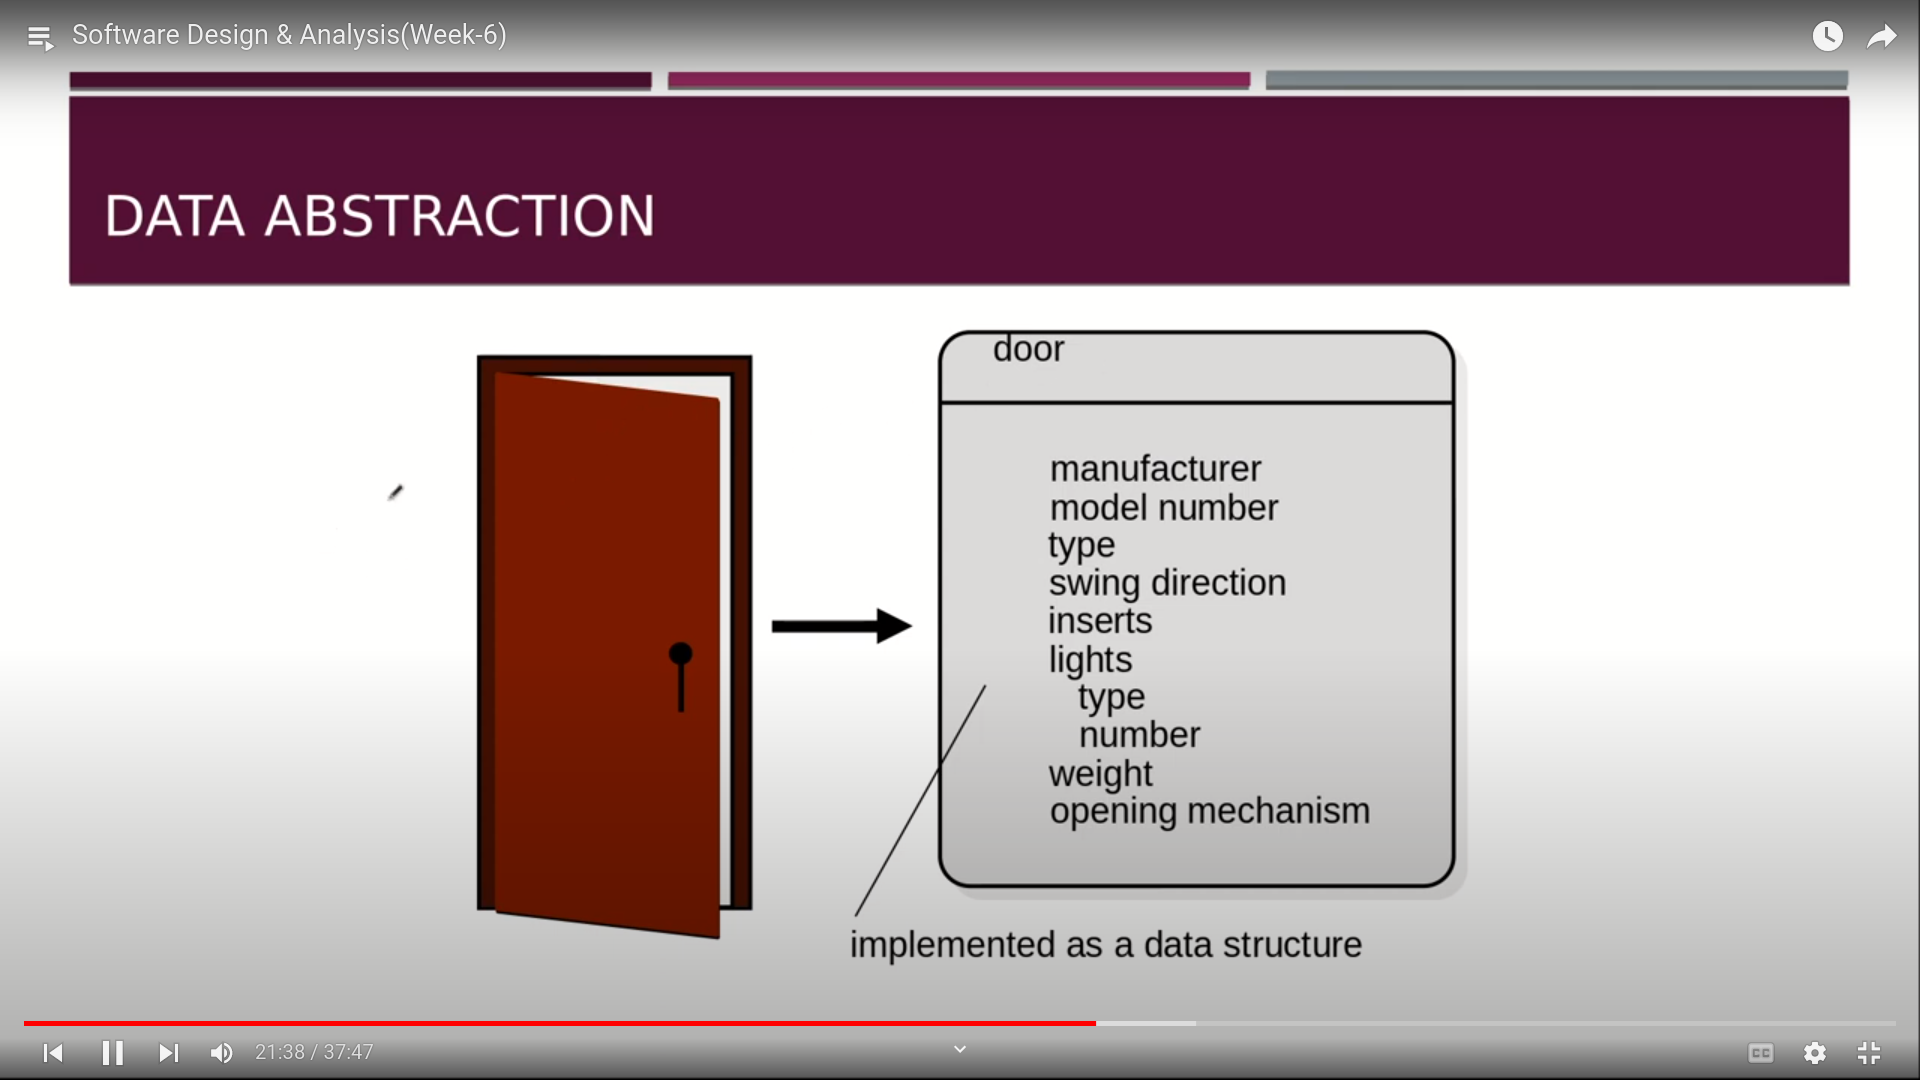 Software Design & Analysis(Week-6)
DATA ABSTRACTION
door
manufacturer
model number
type
swing direction
inserts
lights
type
number
weight
opening mechanism
implemented as a data structure
21:38 / 37:47
CC